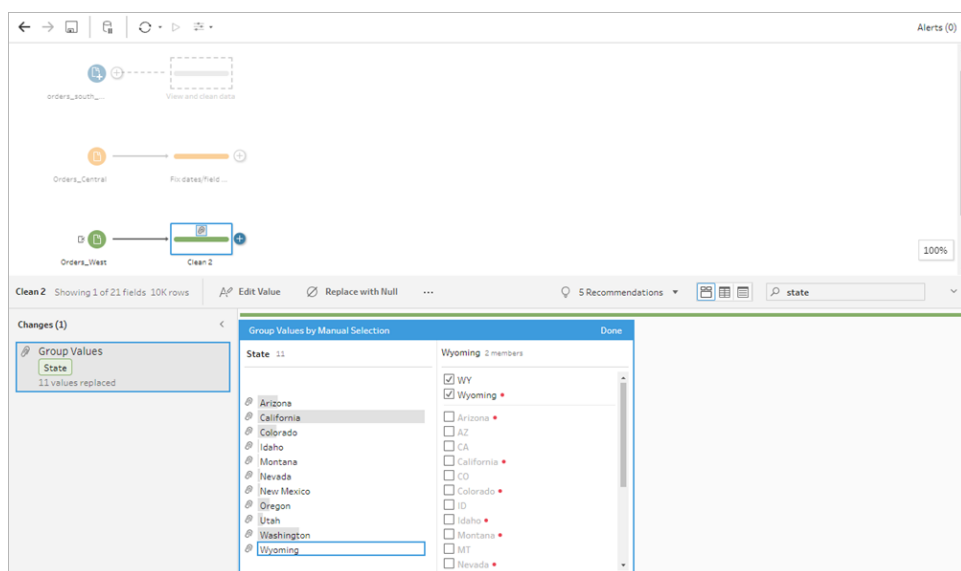 Alerts (0)
orders_south_...
View and clean data
Orders_Central
Fix dates/field ...
Orders_West
Clean 2
100%
Clean 2 Showing 1 of 21 fields 10K rows
Edit Value
Replace with Null
...
5 Recommendations
state
Changes (1)
Group Values
State
11 values replaced
Group Values by Manual Selection
Done
State 11
Arizona
California
Colorado
Idaho
Montana
Nevada
New Mexico
Oregon
Utah
Washington
Wyoming
Wyoming 2 members
WY
Wyoming
Arizona
AZ
CA
California
CO
Colorado
ID
Idaho
Montana
MT
Nevada